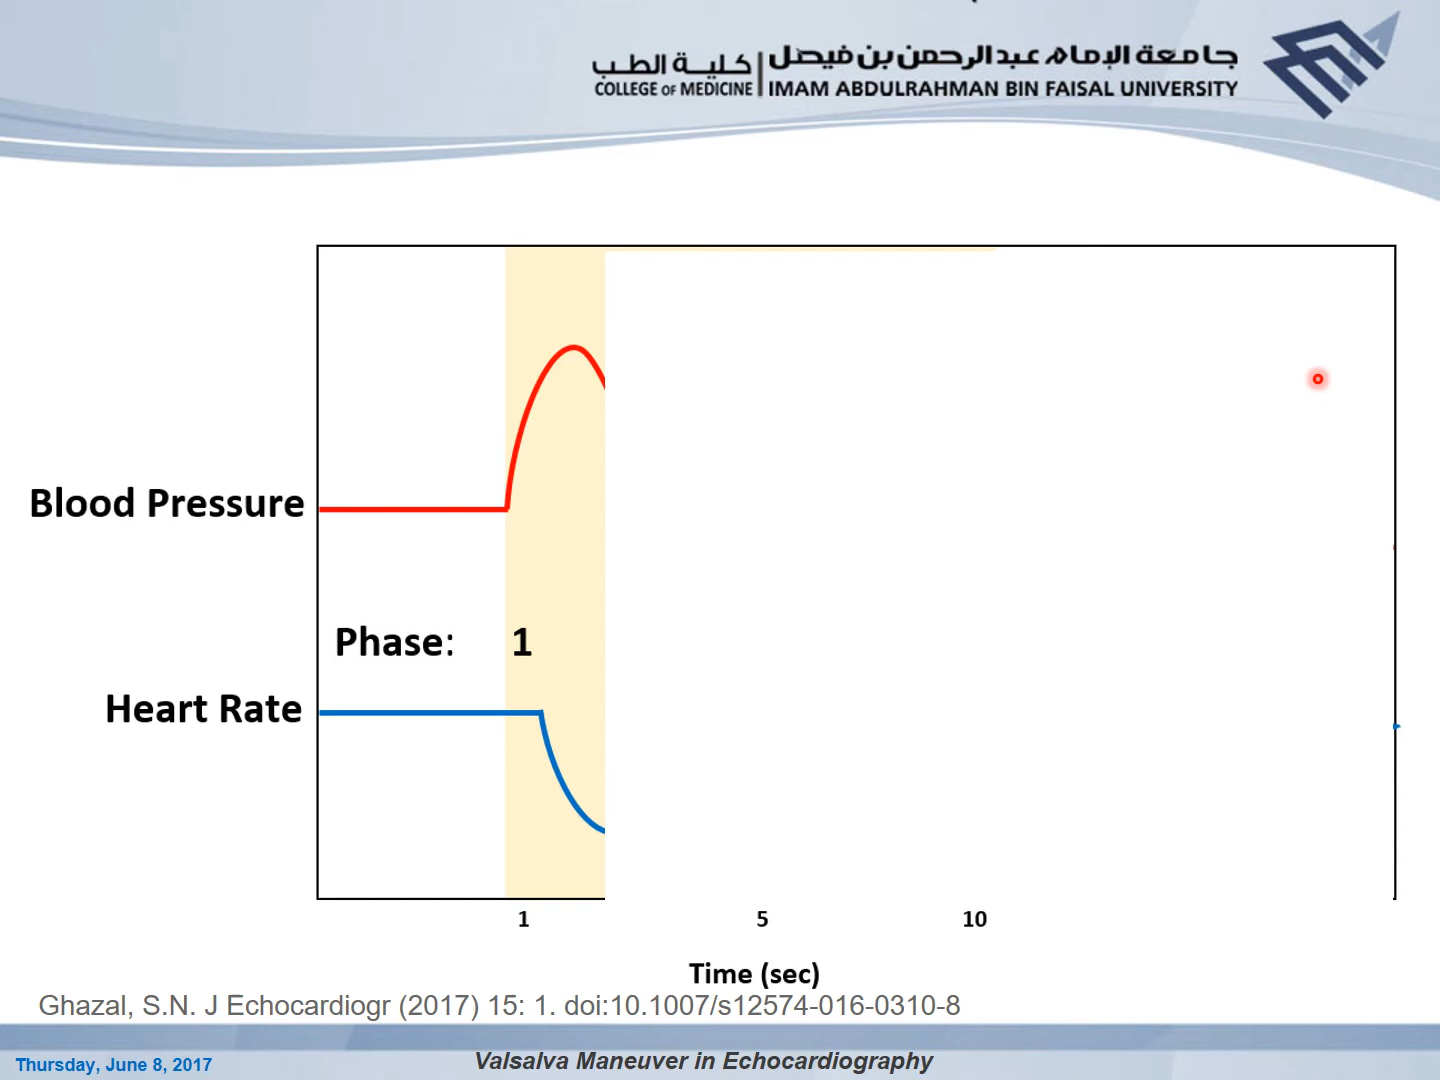 كلية الطب | جامعة الإمام عبدالرحمن بن فيصل
COLLEGE OF MEDICINE | IMAM ABDULRAHMAN BIN FAISAL UNIVERSITY
Blood Pressure
Phase: 1
Heart Rate
1 5 10
Time (sec)
Ghazal, S.N. J Echocardiogr (2017) 15: 1. doi:10.1007/s12574-016-0310-8
Thursday, June 8, 2017 Valsalva Maneuver in Echocardiography